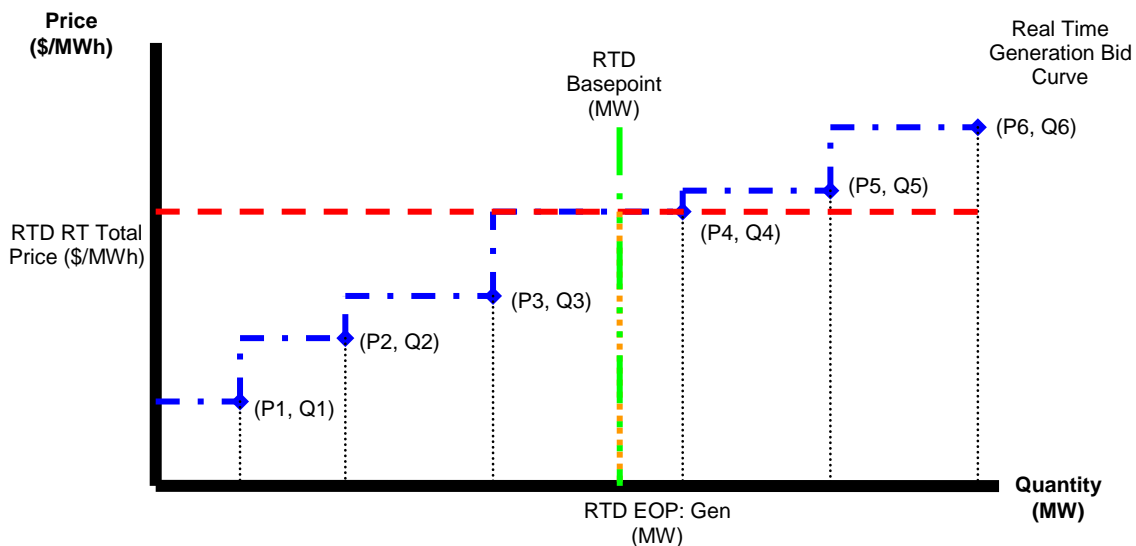 Price
($/MWh)
Real Time
Generation Bid
Curve
RTD
Basepoint
(MW)
(P6, Q6)
(P5, Q5)
RTD RT Total
Price ($/MWh)
(P4, Q4)
(P3, Q3)
(P2, Q2)
(P1, Q1)
Quantity
(MW)
RTD EOP: Gen
(MW)